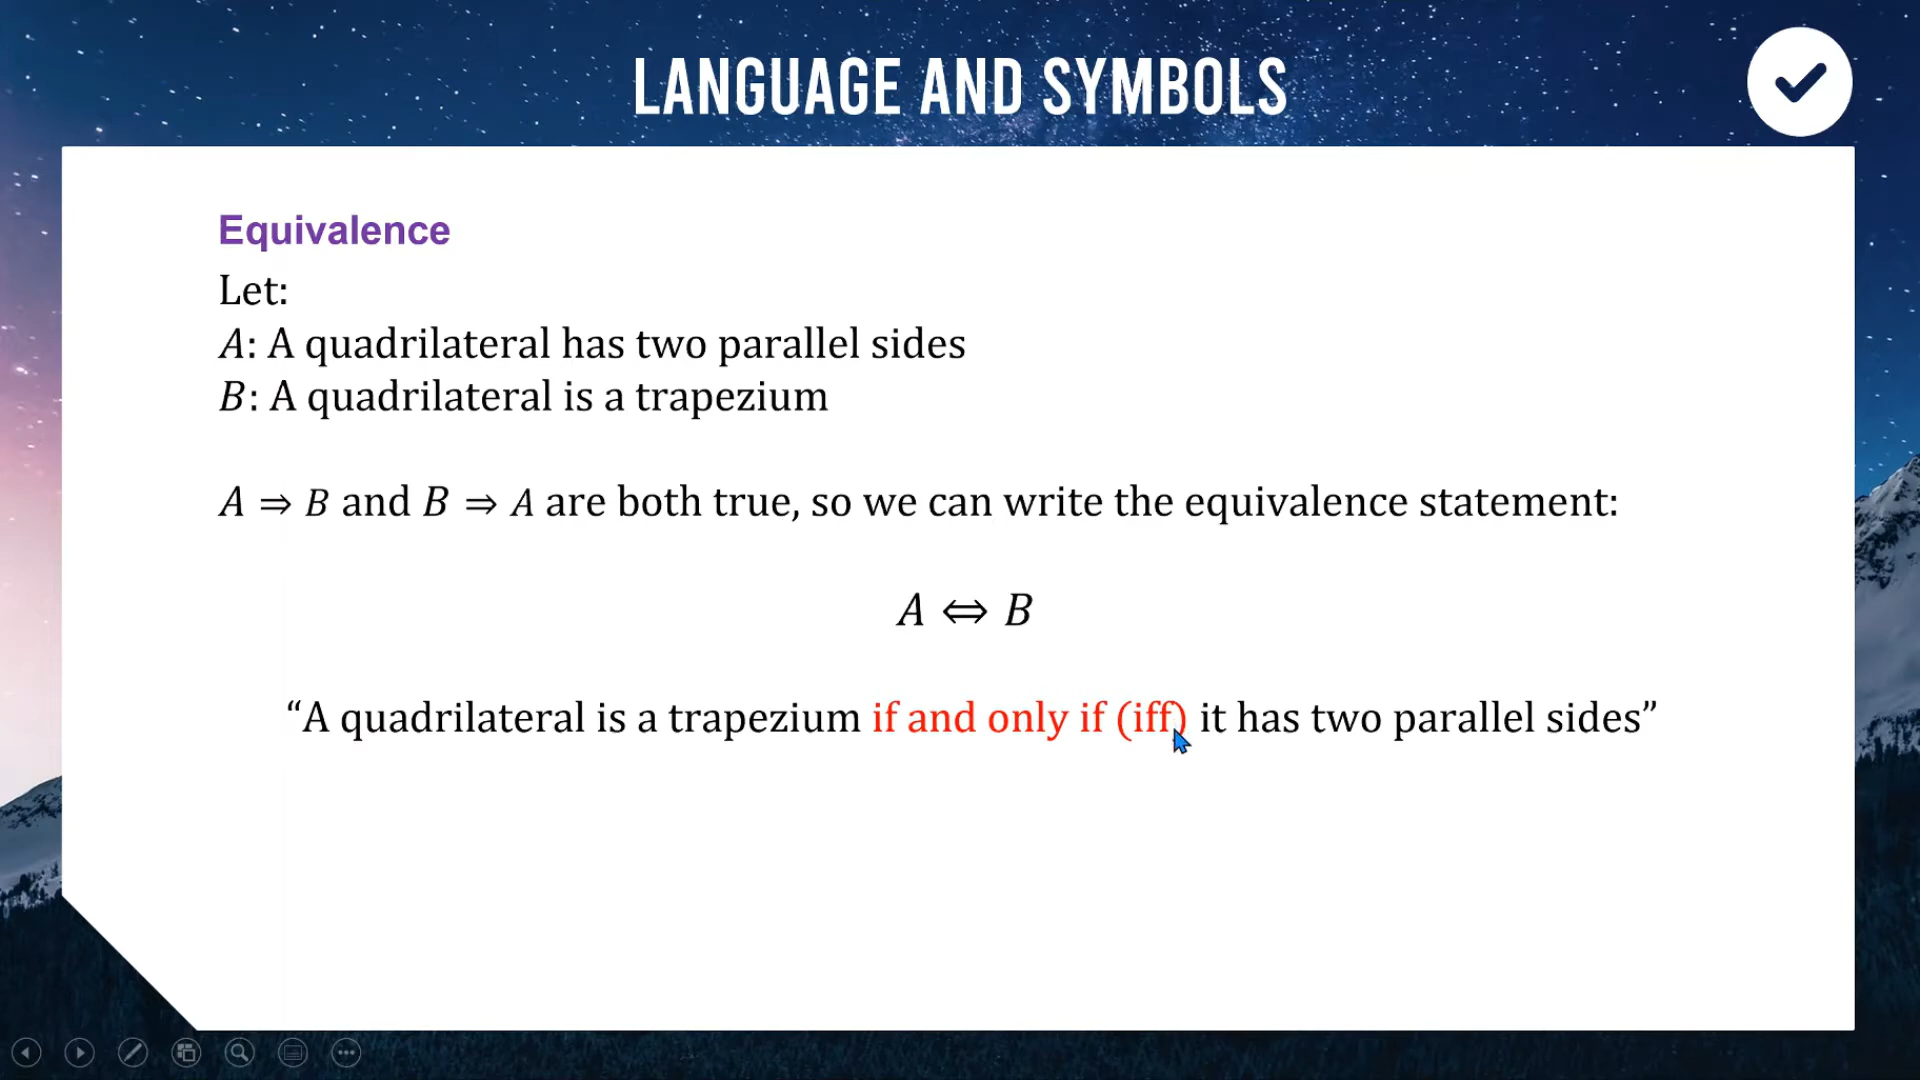 LANGUAGE AND SYMBOLS
Equivalence
Let:
A: A quadrilateral has two parallel sides
B: A quadrilateral is a trapezium
A ⇒ B and B ⇒ A are both true, so we can write the equivalence statement:
A ⇔ B
“A quadrilateral is a trapezium if and only if (iff) it has two parallel sides”